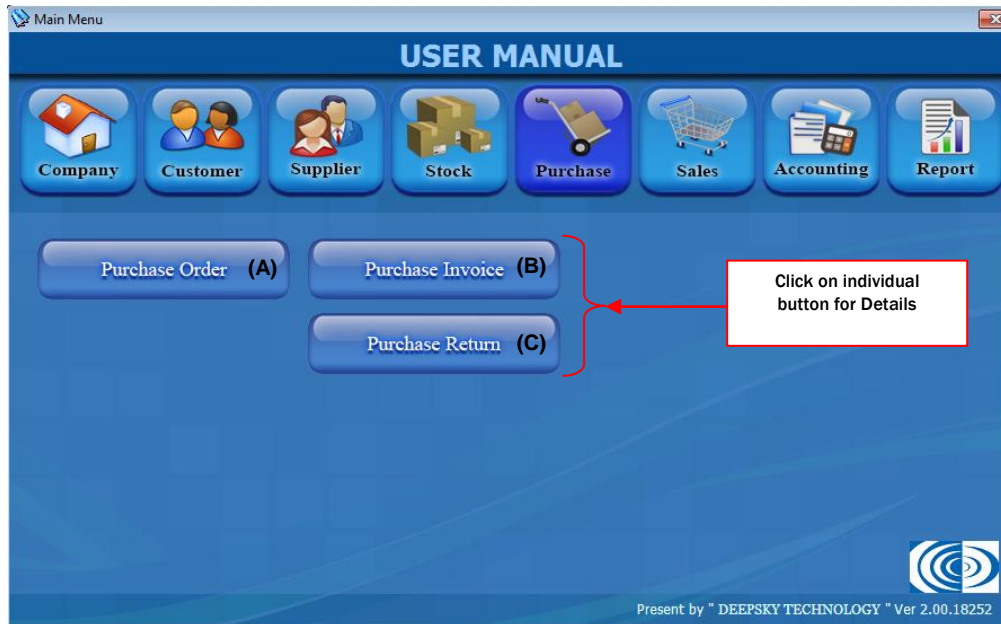 Main Menu
USER MANUAL
Company Customer Supplier Stock Purchase Sales Accounting Report
Purchase Order (A) Purchase Invoice (B)
Click on individual
button for Details
Purchase Return (C)
Present by " DEEPSKY TECHNOLOGY " Ver 2.00.18252